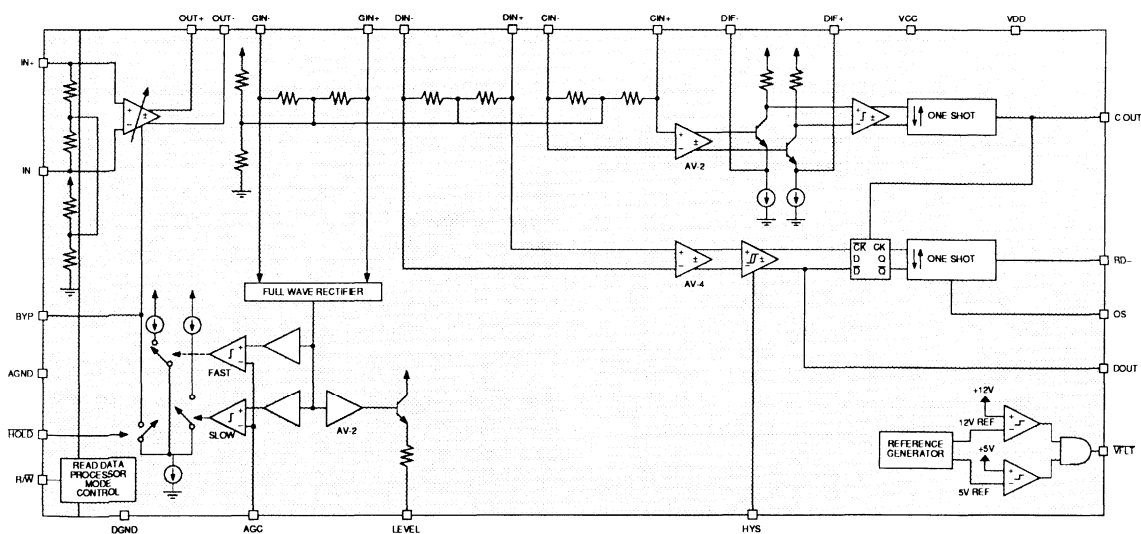 OUT+ OUT- GIN- GIN+ DIN- DIN+ CIN- CIN+ DIF- DIF+ VCC VDD
IN+
+
−
±
ONE SHOT
C OUT
IN
+
−
±
AV-2
+
−
±
CK CK
D Q
D Q
ONE SHOT
RD-
AV-4
FULL WAVE RECTIFIER
BYP
OS
FAST
AGND
DOUT
+12V
12V REF
HOLD
SLOW
AV-2
REFERENCE
GENERATOR
+5V
VFLT
R/W
READ DATA
PROCESSOR
MODE
CONTROL
5V REF
DGND AGC LEVEL HYS